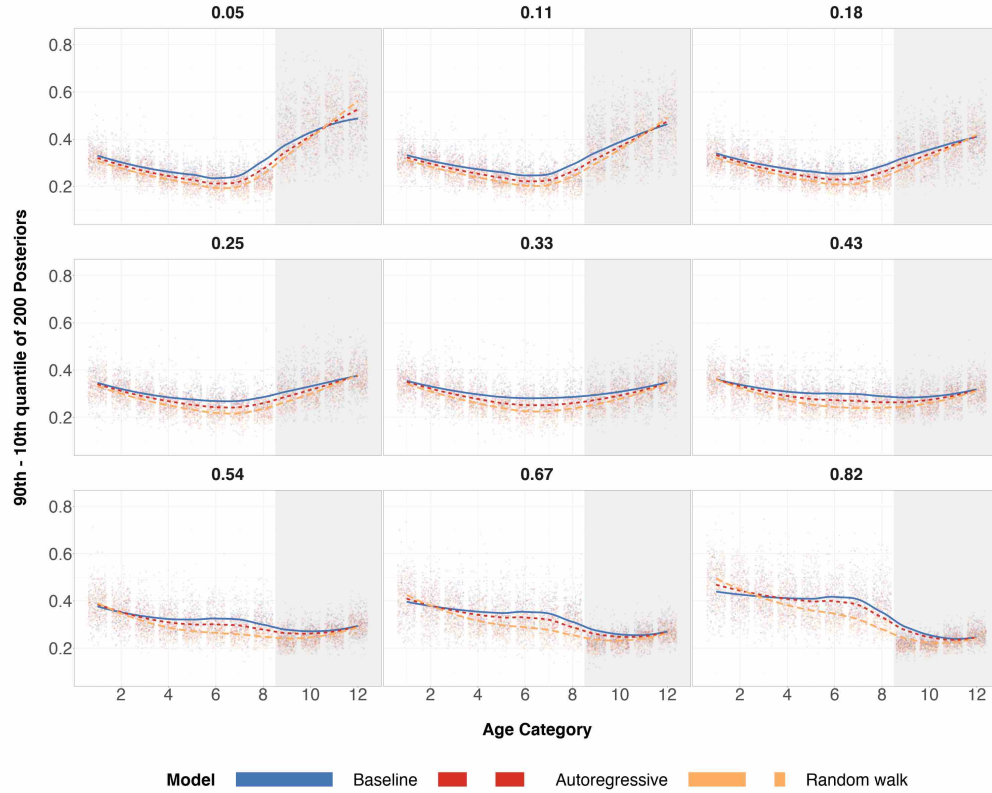 0.05 0.11 0.18
0.8
0.6
0.4
0.2
0.25 0.33 0.43
0.8
0.6
0.4
0.2
0.54 0.67 0.82
0.8
0.6
0.4
0.2
2 4 6 8 10 12 2 4 6 8 10 12 2 4 6 8 10 12
90th - 10th quantile of 200 Posteriors
Age Category
Model Baseline Autoregressive Random walk